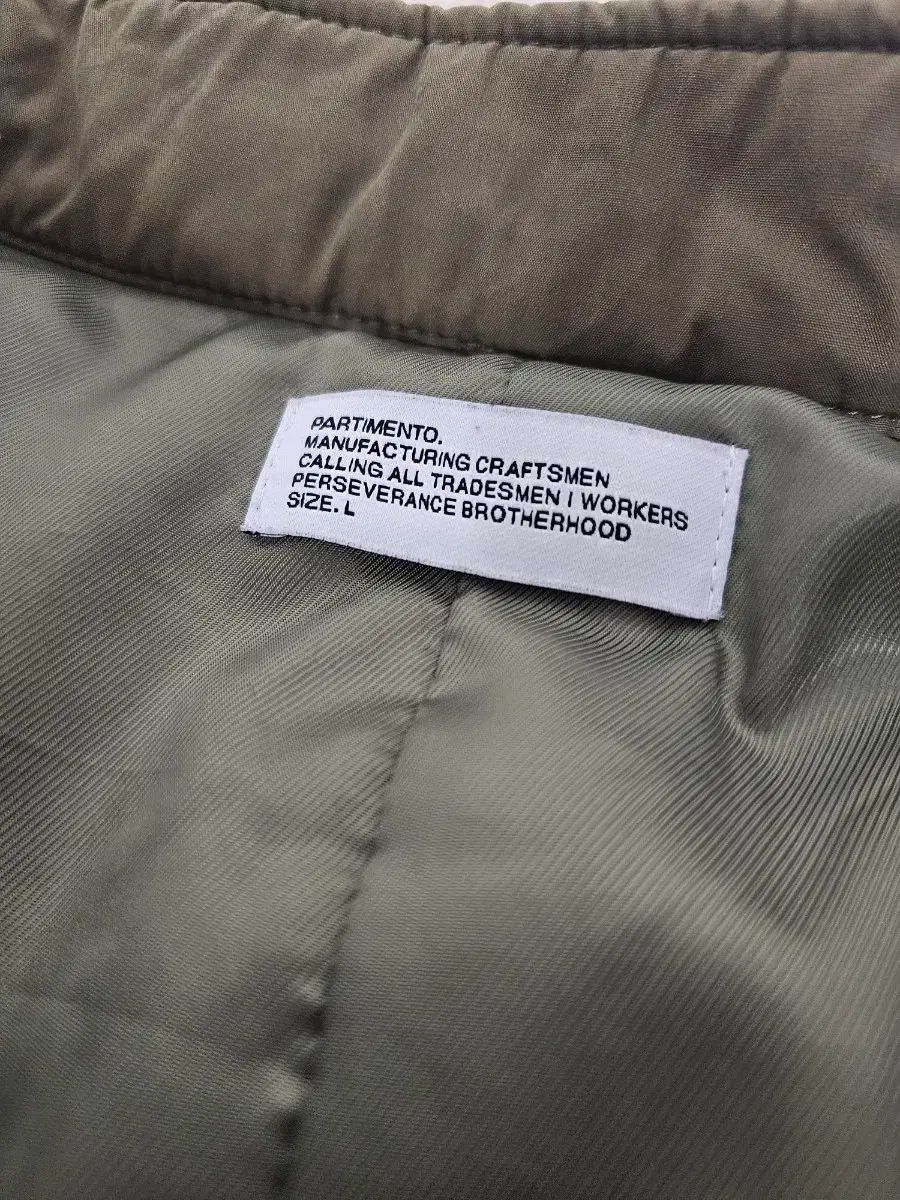 PARTIMENTO.
MANUFACTURING CRAFTSMEN
CALLING ALL TRADESMEN I WORKERS
PERSEVERANCE BROTHERHOOD
SIZE. L